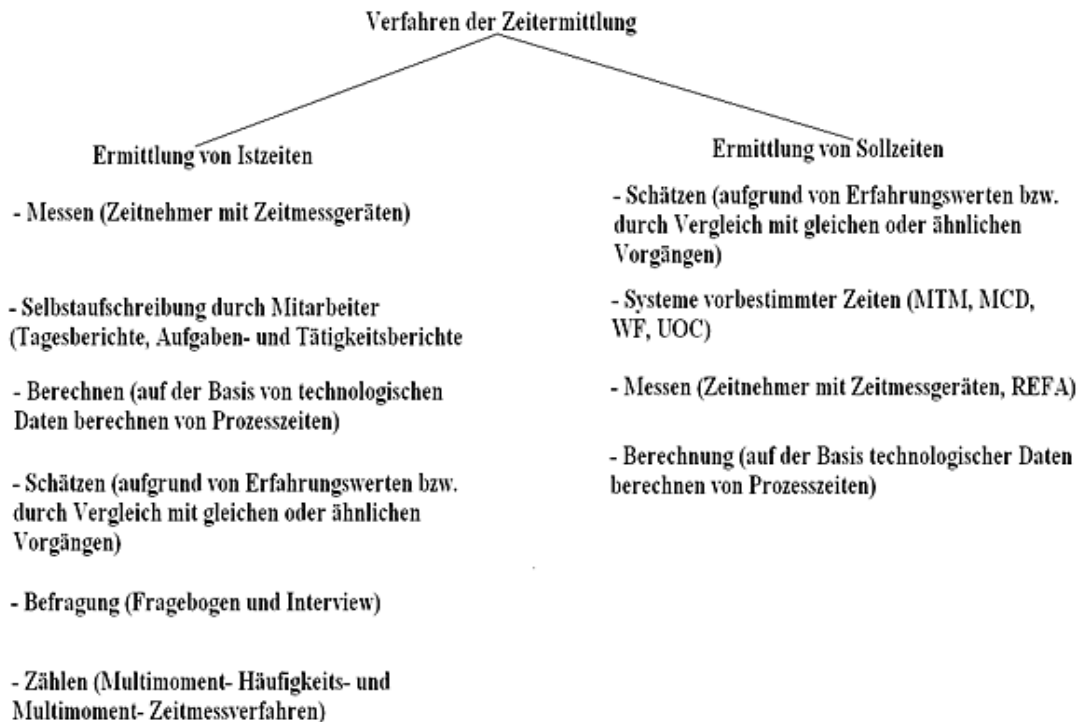 Verfahren der Zeitermittlung
Ermittlung von Istzeiten
- Messen (Zeitnehmer mit Zeitmessgeräten)
- Selbstaufschreibung durch Mitarbeiter
(Tagesberichte, Aufgaben- und Tätigkeitsberichte
- Berechnen (auf der Basis von technologischen
Daten berechnen von Prozesszeiten)
- Schätzen (aufgrund von Erfahrungswerten bzw.
durch Vergleich mit gleichen oder ähnlichen
Vorgängen)
- Befragung (Fragebogen und Interview)
- Zählen (Multimoment- Häufigkeits- und
Multimoment- Zeitmessverfahren)
Ermittlung von Sollzeiten
- Schätzen (aufgrund von Erfahrungswerten bzw.
durch Vergleich mit gleichen oder ähnlichen
Vorgängen)
- Systeme vorbestimmter Zeiten (MTM, MCD,
WF, UOC)
- Messen (Zeitnehmer mit Zeitmessgeräten, REFA)
- Berechnung (auf der Basis technologischer Daten
berechnen von Prozesszeiten)